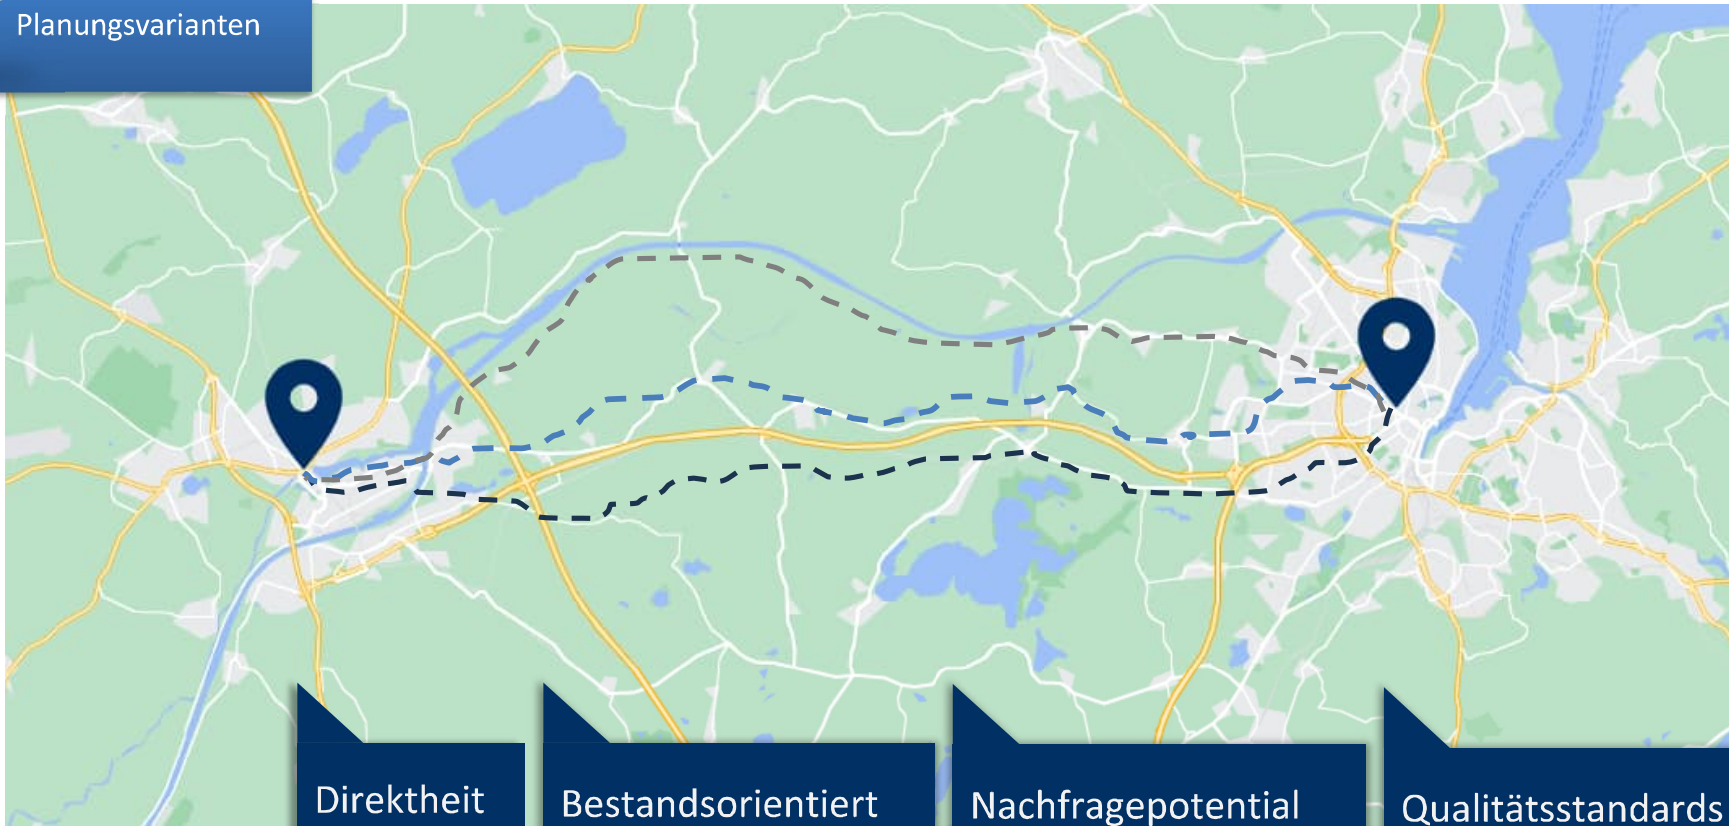 Planungsvarianten
Direktheit
Bestandsorientiert
Nachfragepotential
Qualitätsstandards